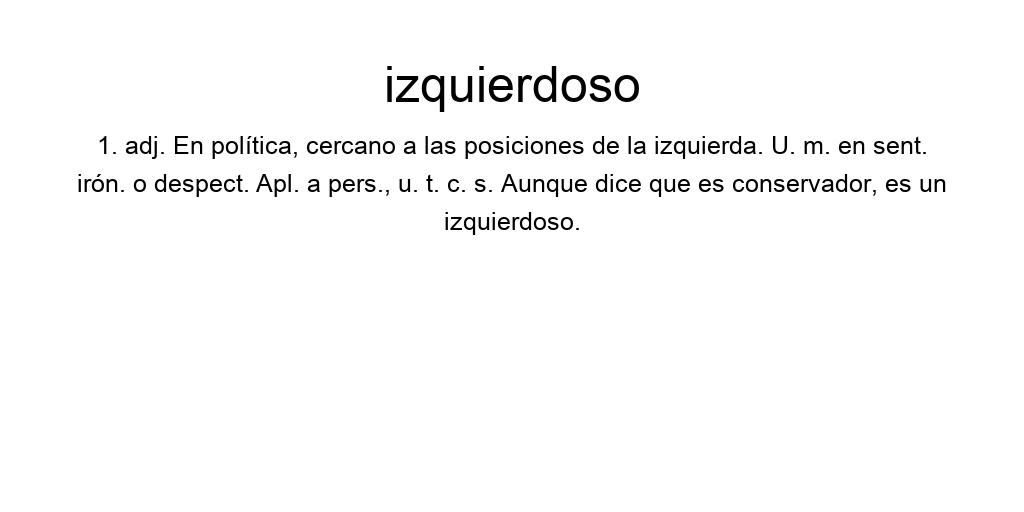 izquierdoso
1. adj. En política, cercano a las posiciones de la izquierda. U. m. en sent.
irón. o despect. Apl. a pers., u. t. c. s. Aunque dice que es conservador, es un
izquierdoso.